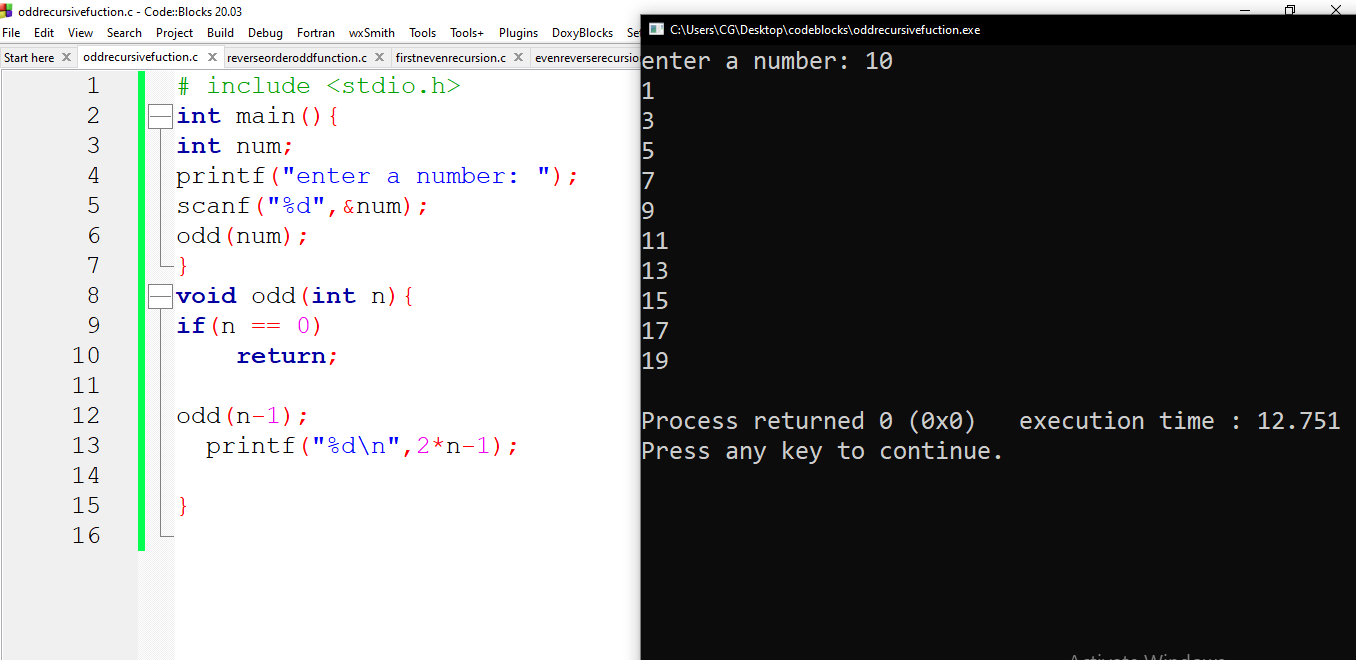 oddrecursivefuction.c - Code::Blocks 20.03
File Edit View Search Project Build Debug Fortran wxSmith Tools Tools+ Plugins DoxyBlocks
Start here oddrecursivefuction.c reverseorderoddfunction.c firstnevenrecursion.c
1 # include <stdio.h>
2 int main(){
3 int num;
4 printf("enter a number: ");
5 scanf("%d",&num);
6 odd(num);
7 }
8 void odd(int n){
9 if(n == 0)
10 return;
11
12 odd(n-1);
13 printf("%d\n",2*n-1);
14
15 }
16
C:\Users\CG\Desktop\codeblocks\oddrecursivefuction.exe
enter a number: 10
1
3
5
7
9
11
13
15
17
19
Process returned 0 (0x0) execution time : 12.751
Press any key to continue.